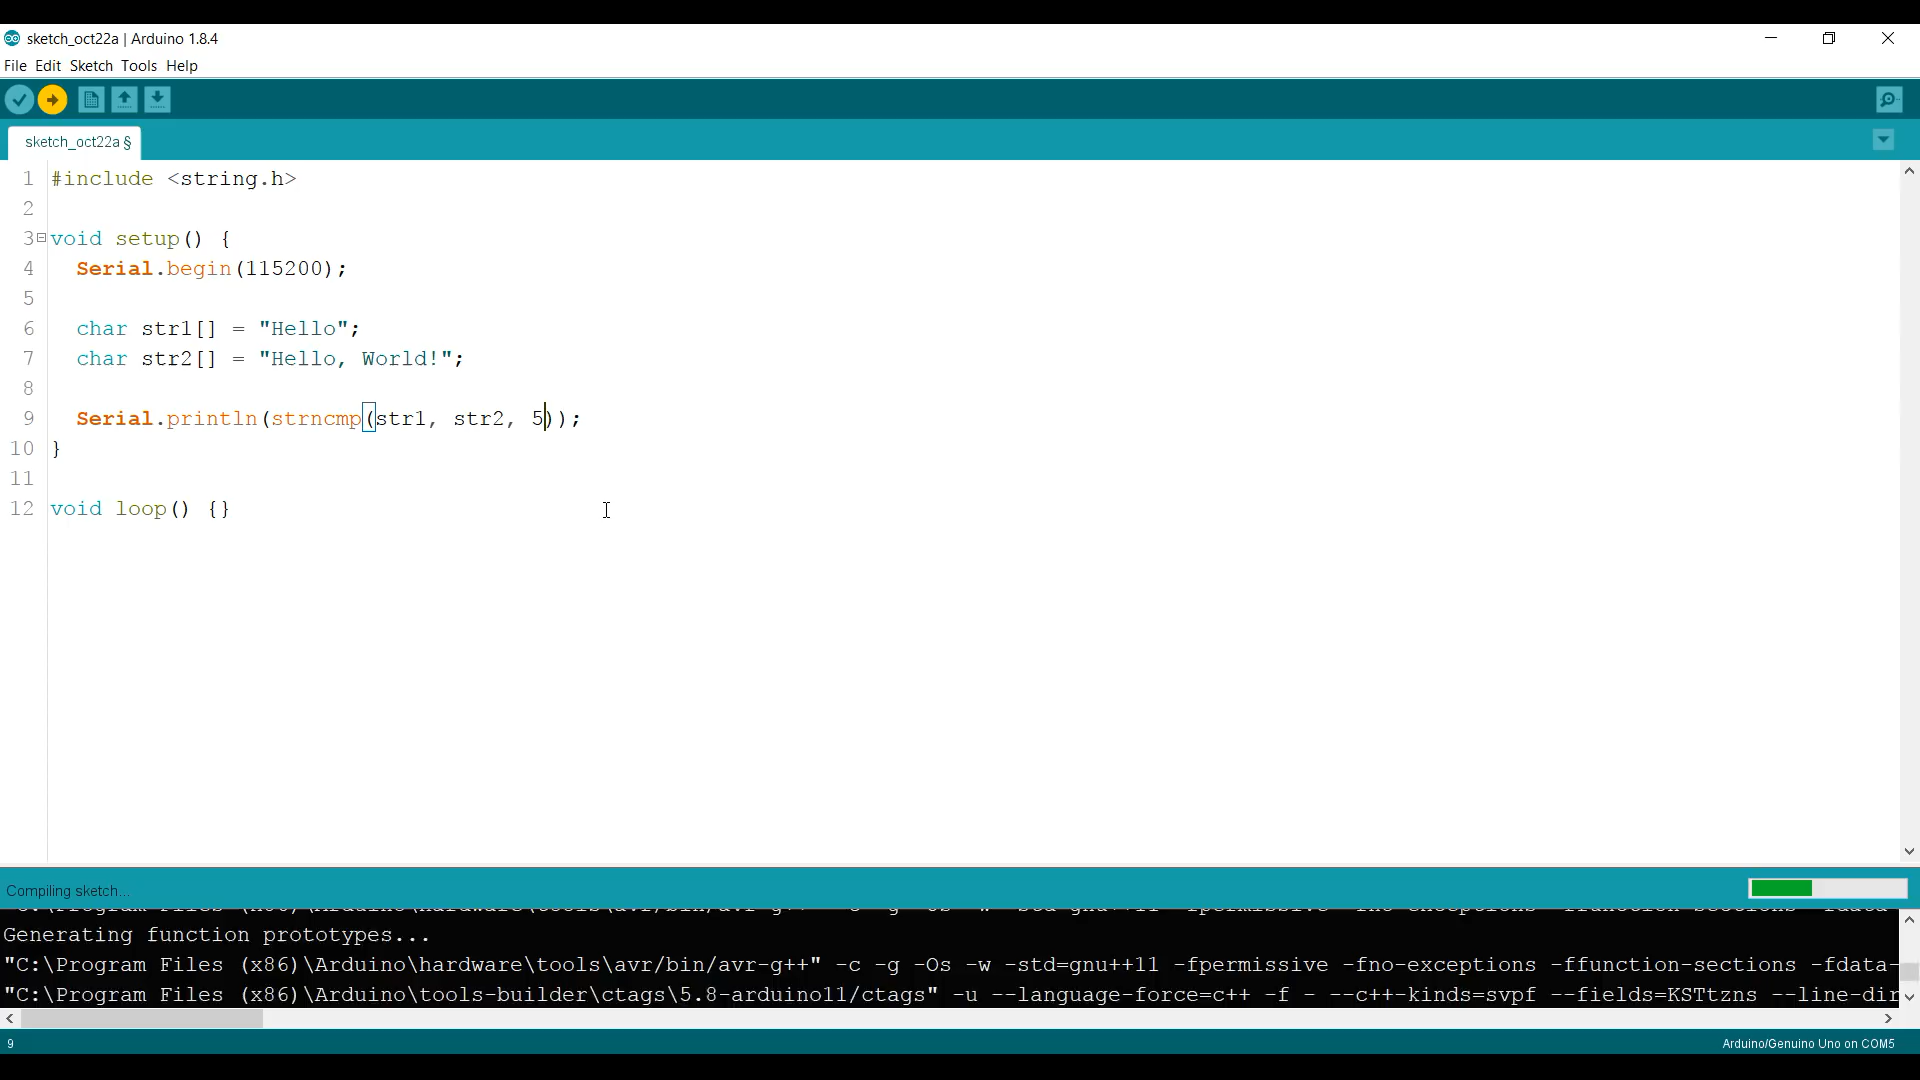 sketch_oct22a | Arduino 1.8.4
File Edit Sketch Tools Help
sketch_oct22a §
1 #include <string.h>
2
3 void setup() {
4 Serial.begin(115200);
5
6 char str1[] = "Hello";
7 char str2[] = "Hello, World!";
8
9 Serial.println(strncmp(str1, str2, 5));
10 }
11
12 void loop() {}
Compiling sketch...
Generating function prototypes...
"C:\Program Files (x86)\Arduino\hardware\tools\avr/bin/avr-g++" -c -g -Os -w -std=gnu++11 -fpermissive -fno-exceptions -ffunction-sections -fdata-
"C:\Program Files (x86)\Arduino\tools-builder\ctags\5.8-arduino11/ctags" -u --language-force=c++ -f - --c++-kinds=svpf --fields=KSTtzns --line-dir
9
Arduino/Genuino Uno on COM5